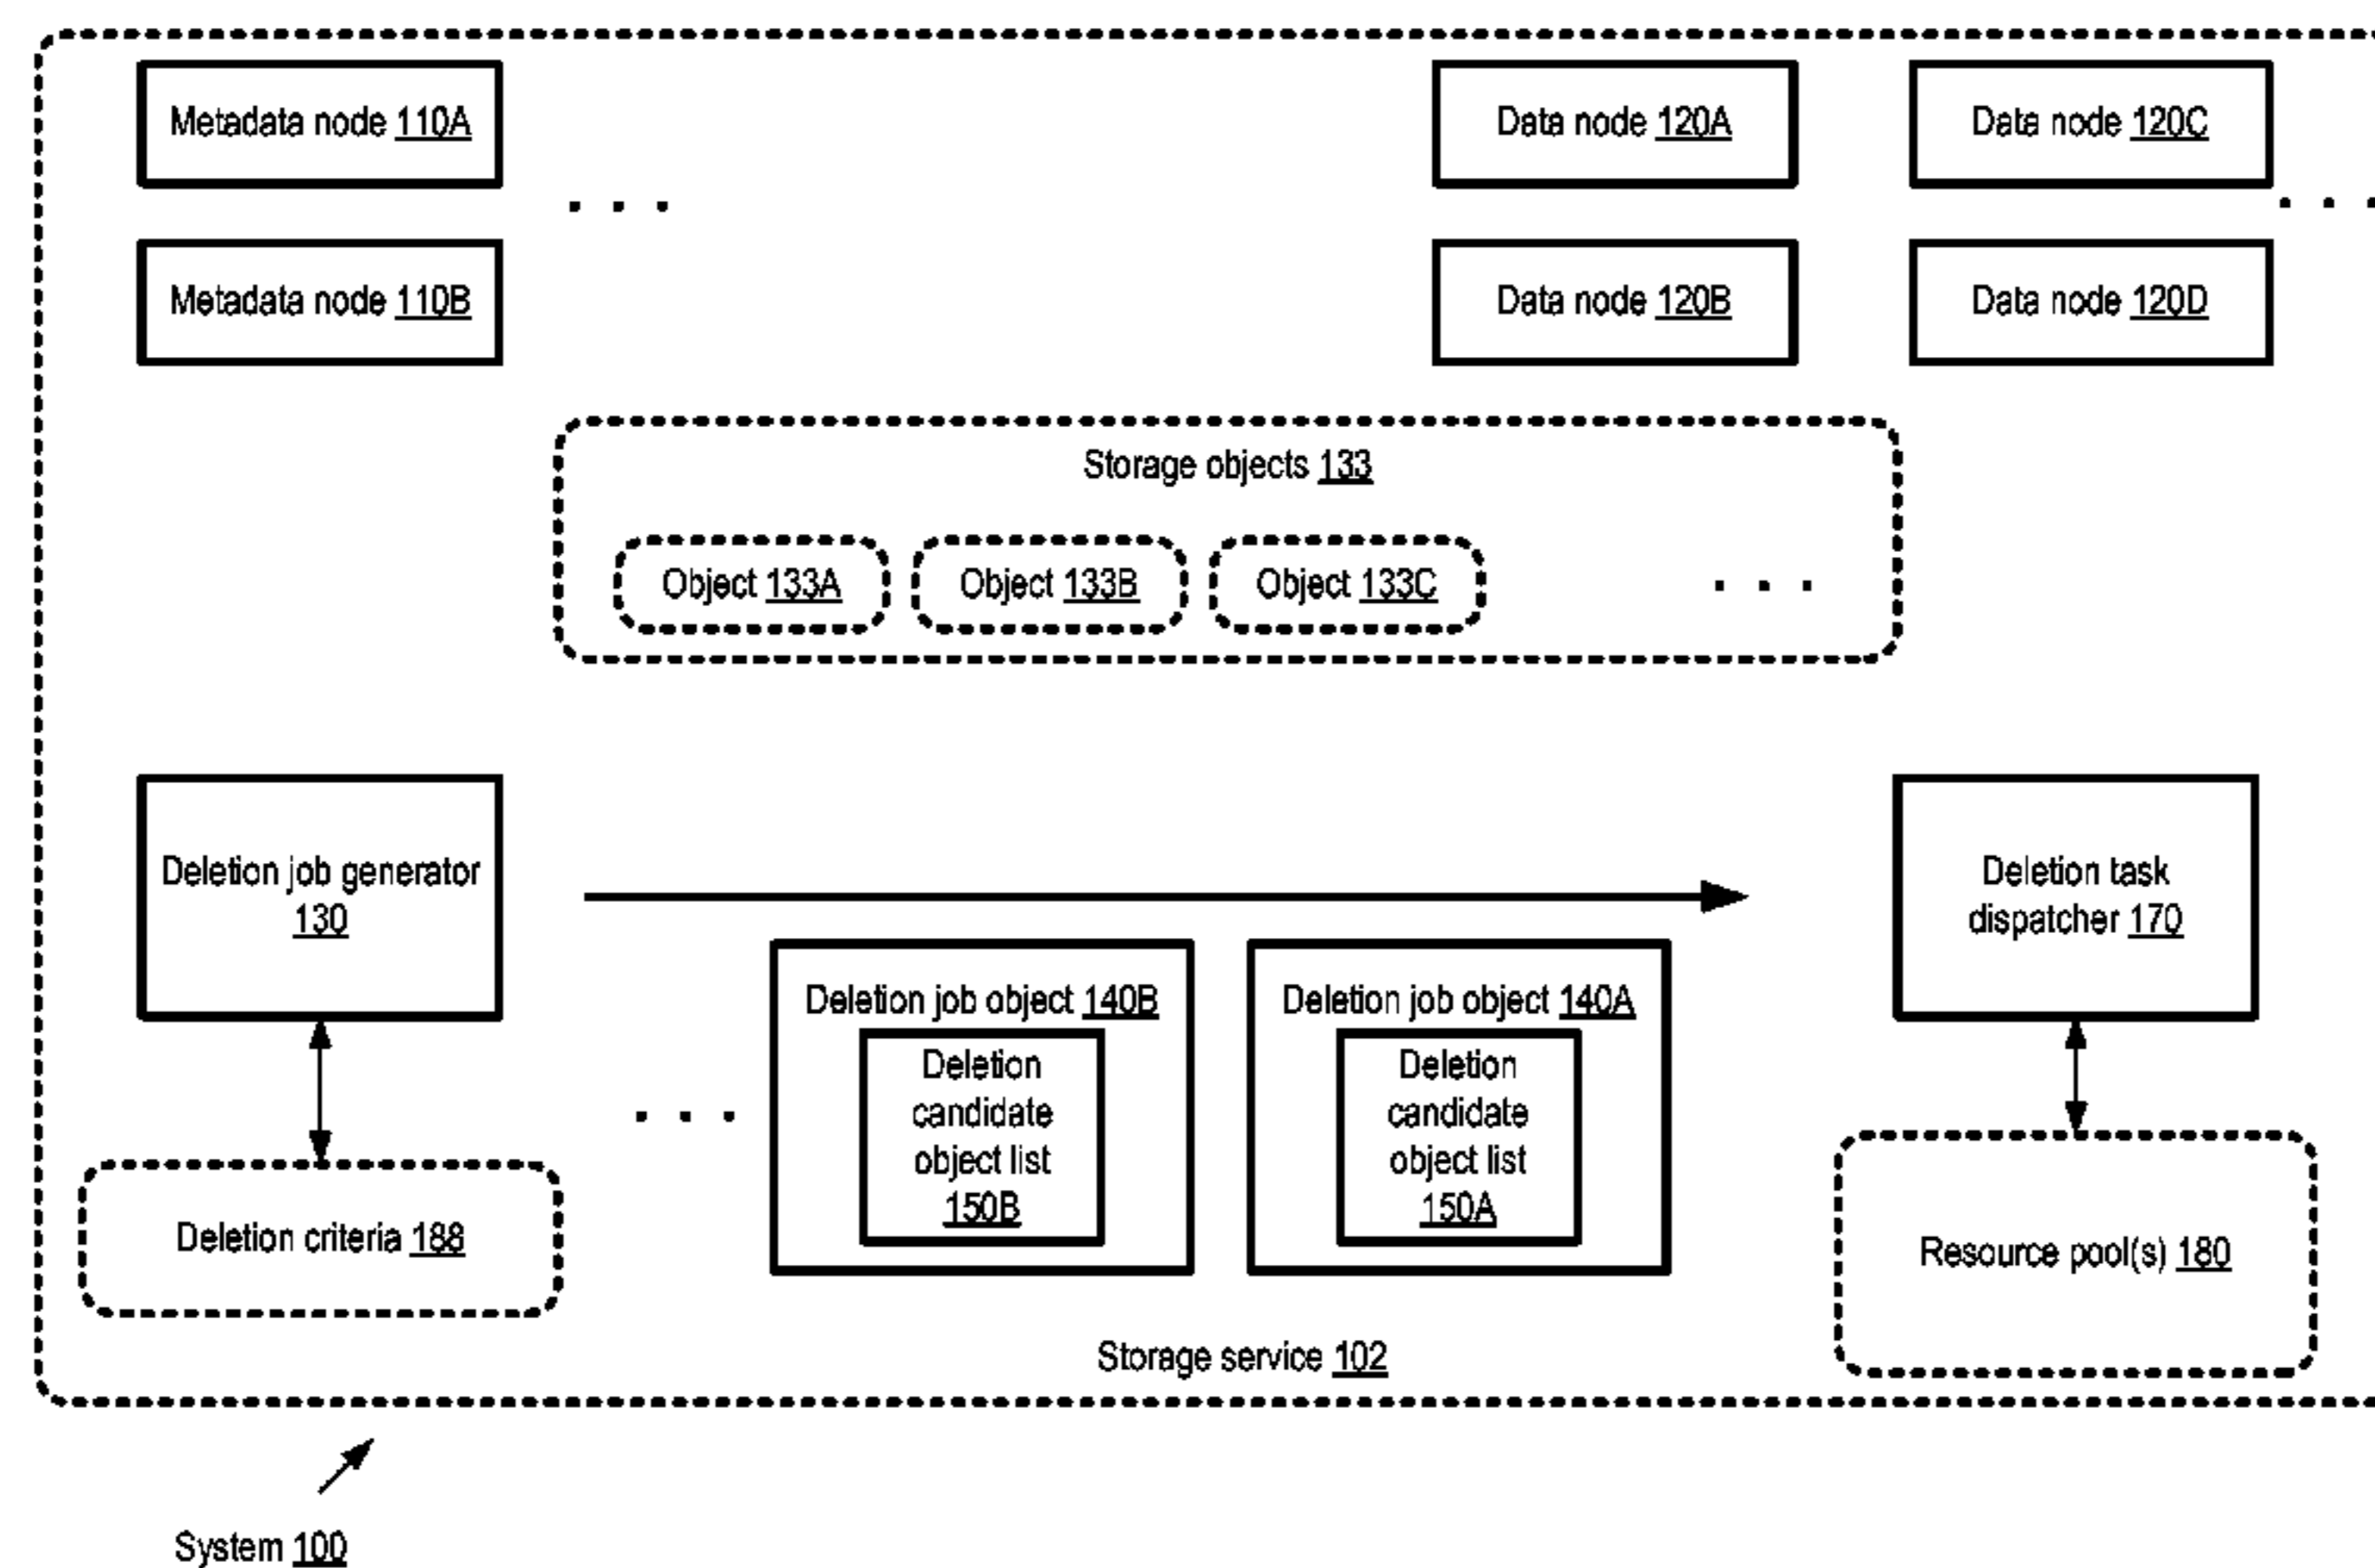 Metadata node 110A
Data node 120A
Data node 120C
. . .
. . .
Metadata node 110B
Data node 120B
Data node 120D
Storage objects 133
Object 133A
Object 133B
Object 133C
. . .
Deletion job generator
130
Deletion task
dispatcher 170
Deletion job object 140B
Deletion
candidate
object list
150B
Deletion job object 140A
Deletion
candidate
object list
150A
. . .
Deletion criteria 188
Resource pool(s) 180
Storage service 102
System 100